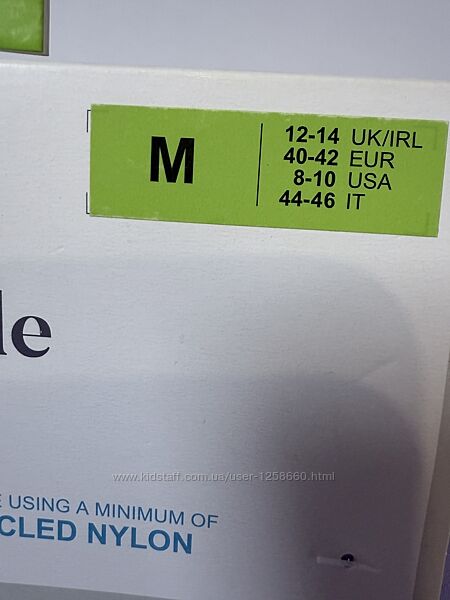 M
12-14 UK/IRL
40-42 EUR
8-10 USA
44-46 IT
le
www.kidstaff.com.ua/user-1258660.html
E USING A MINIMUM OF
CLED NYLON